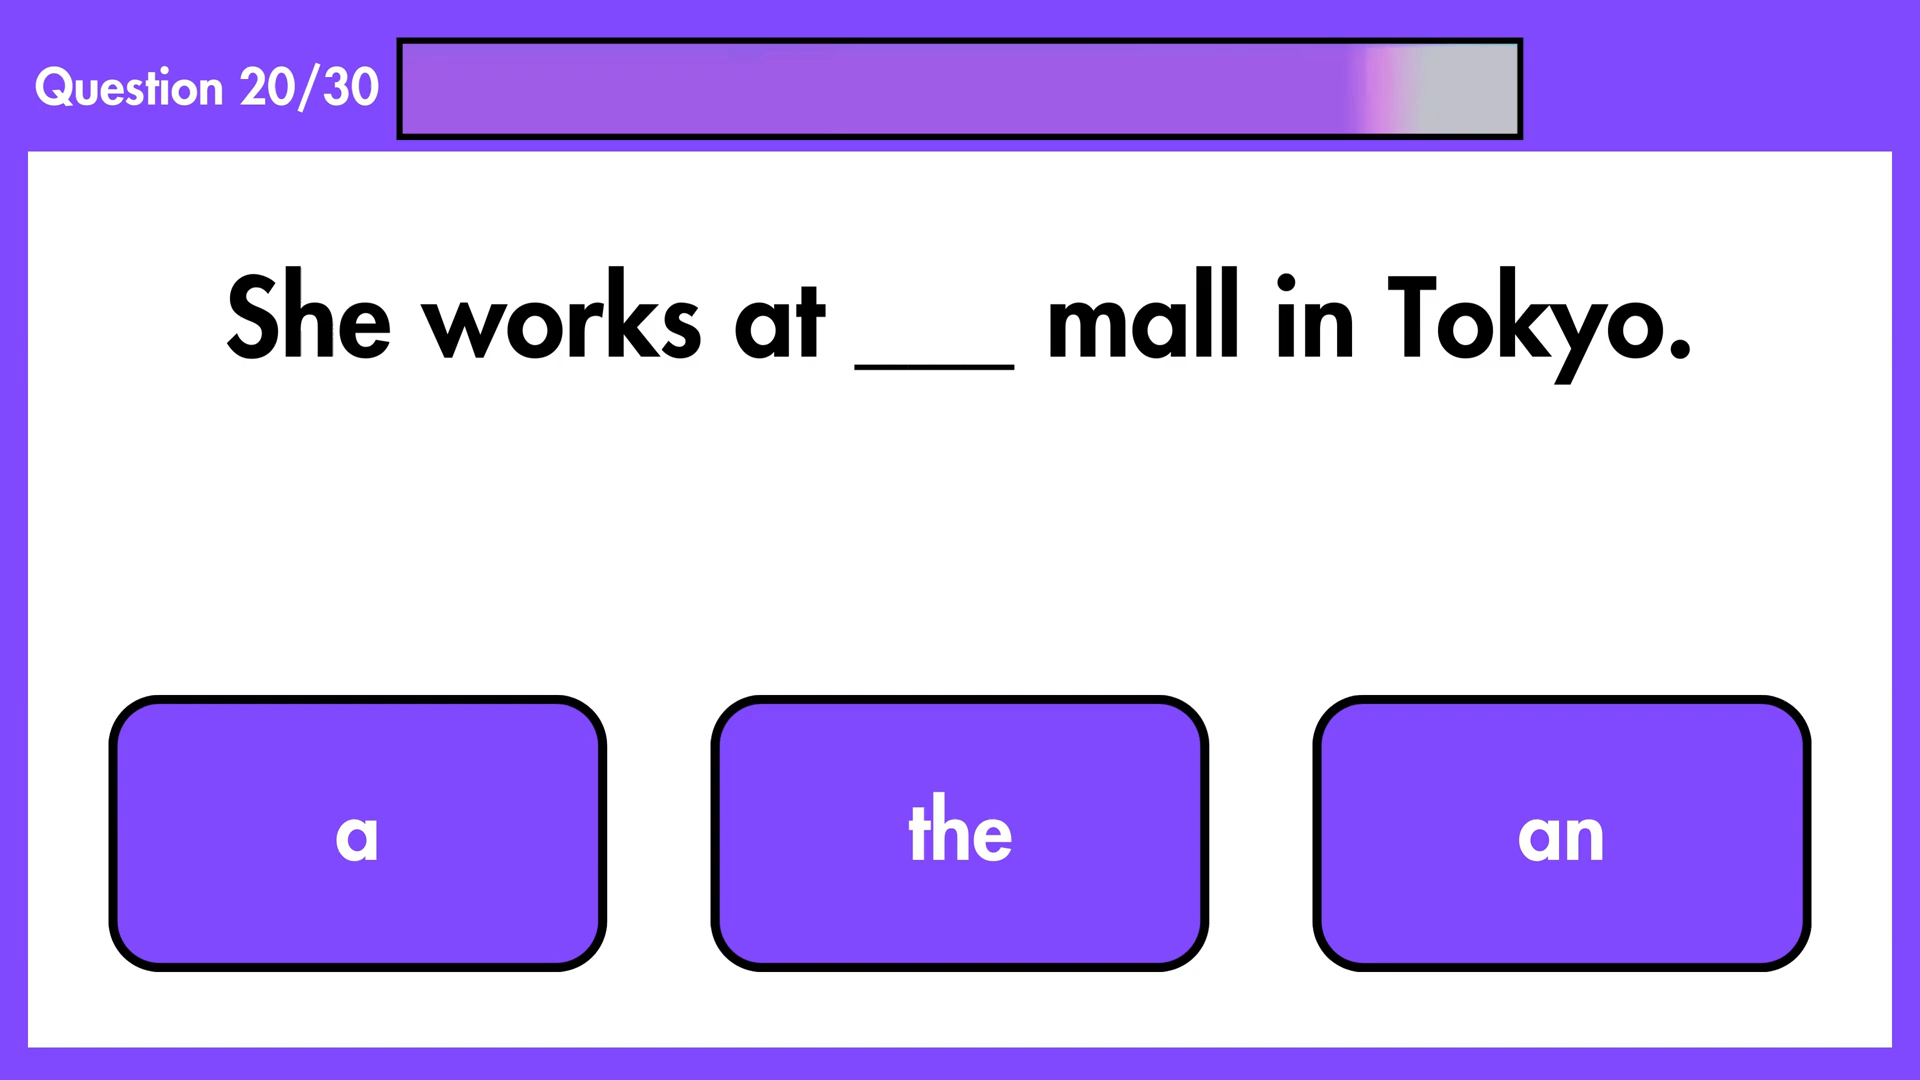 Question 20/30
She works at ___ mall in Tokyo.
a
the
an